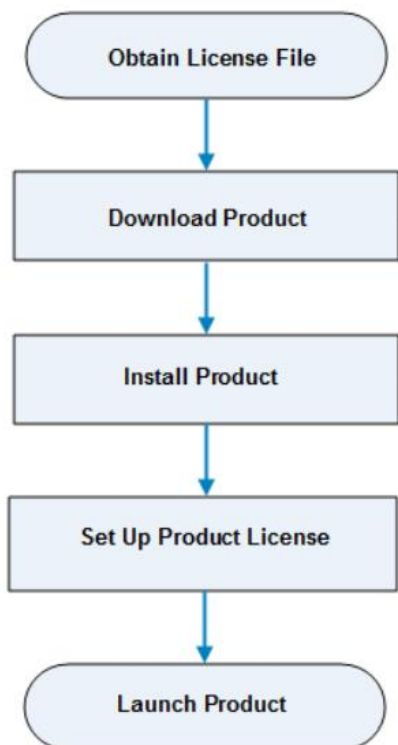 Obtain License File
Download Product
Install Product
Set Up Product License
Launch Product